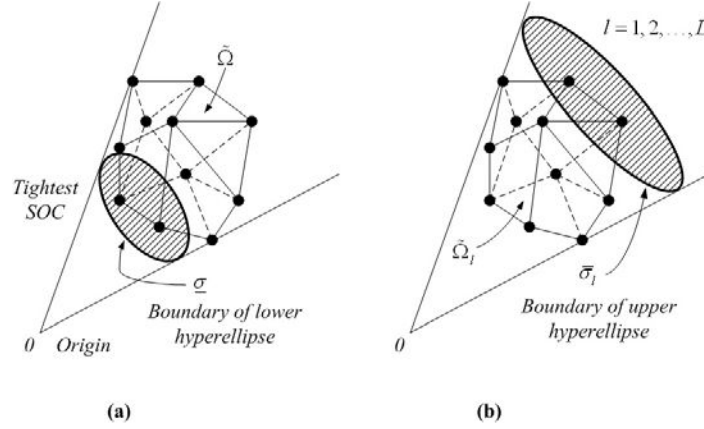 Ω̃
Tightest
SOC
σ
Boundary of lower
hyperellipse
0 Origin
(a)
l = 1, 2, …, L
Ω̃_l
σ̅_l
Boundary of upper
hyperellipse
0
(b)